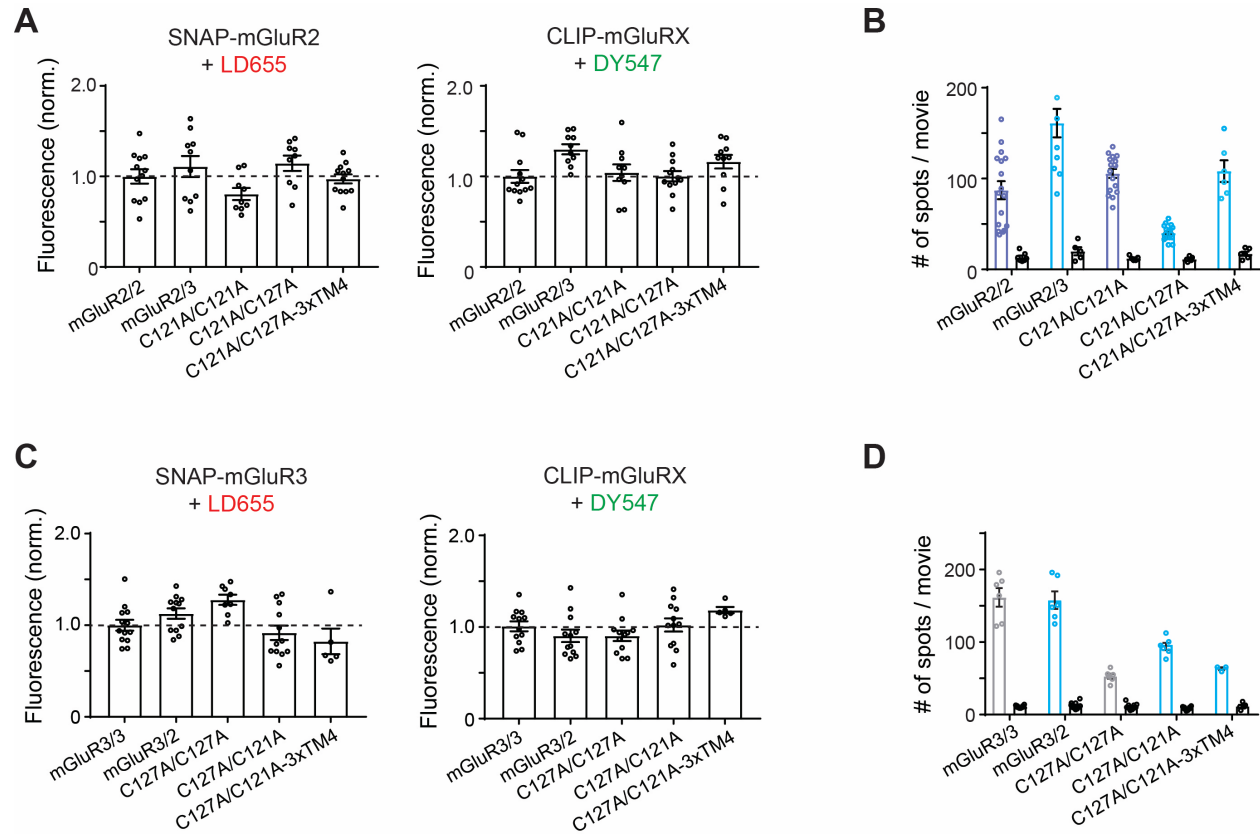 A
SNAP-mGluR2
+ LD655
Fluorescence (norm.)
2.0
1.0
0
mGluR2/2
mGluR2/3
C121A/C121A
C121A/C127A
C121A/C127A-3xTM4
CLIP-mGluRX
+ DY547
Fluorescence (norm.)
2.0
1.0
0
mGluR2/2
mGluR2/3
C121A/C121A
C121A/C127A
C121A/C127A-3xTM4
B
# of spots / movie
200
100
0
mGluR2/2
mGluR2/3
C121A/C121A
C121A/C127A
C121A/C127A-3xTM4
C
SNAP-mGluR3
+ LD655
Fluorescence (norm.)
2.0
1.0
0
mGluR3/3
mGluR3/2
C127A/C127A
C127A/C121A
C127A/C121A-3xTM4
CLIP-mGluRX
+ DY547
Fluorescence (norm.)
2.0
1.0
0
mGluR3/3
mGluR3/2
C127A/C127A
C127A/C121A
C127A/C121A-3xTM4
D
# of spots / movie
200
100
0
mGluR3/3
mGluR3/2
C127A/C127A
C127A/C121A
C127A/C121A-3xTM4